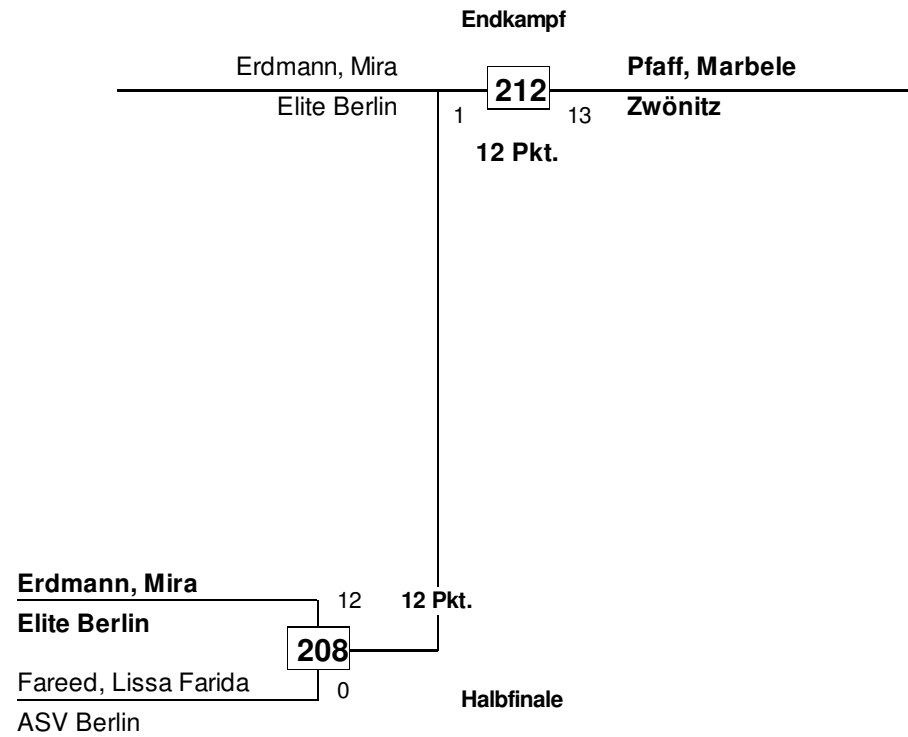 Endkampf
Erdmann, Mira
212
Pfaff, Marbele
Elite Berlin
1
13
Zwönitz
12 Pkt.
Erdmann, Mira
12
12 Pkt.
Elite Berlin
208
Fareed, Lissa Farida
0
Halbfinale
ASV Berlin